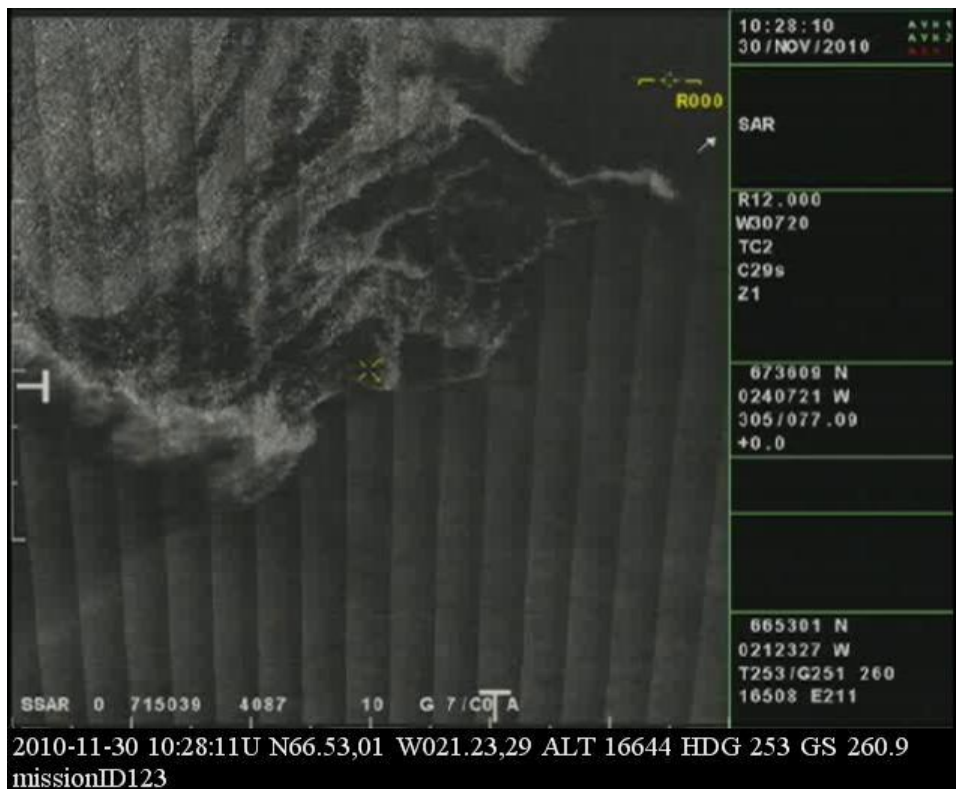 10:28:10
30/NOV/2010
R000
SAR
R12.000
W30720
TC2
C29s
Z1
673609 N
0240721 W
305/077.09
+0.0
665301 N
0212327 W
T253/G251 260
16508 E211
SSAR 0 715039 4087 10 G 7/C0 A
2010-11-30 10:28:11U N66.53,01 W021.23,29 ALT 16644 HDG 253 GS 260.9
missionID123